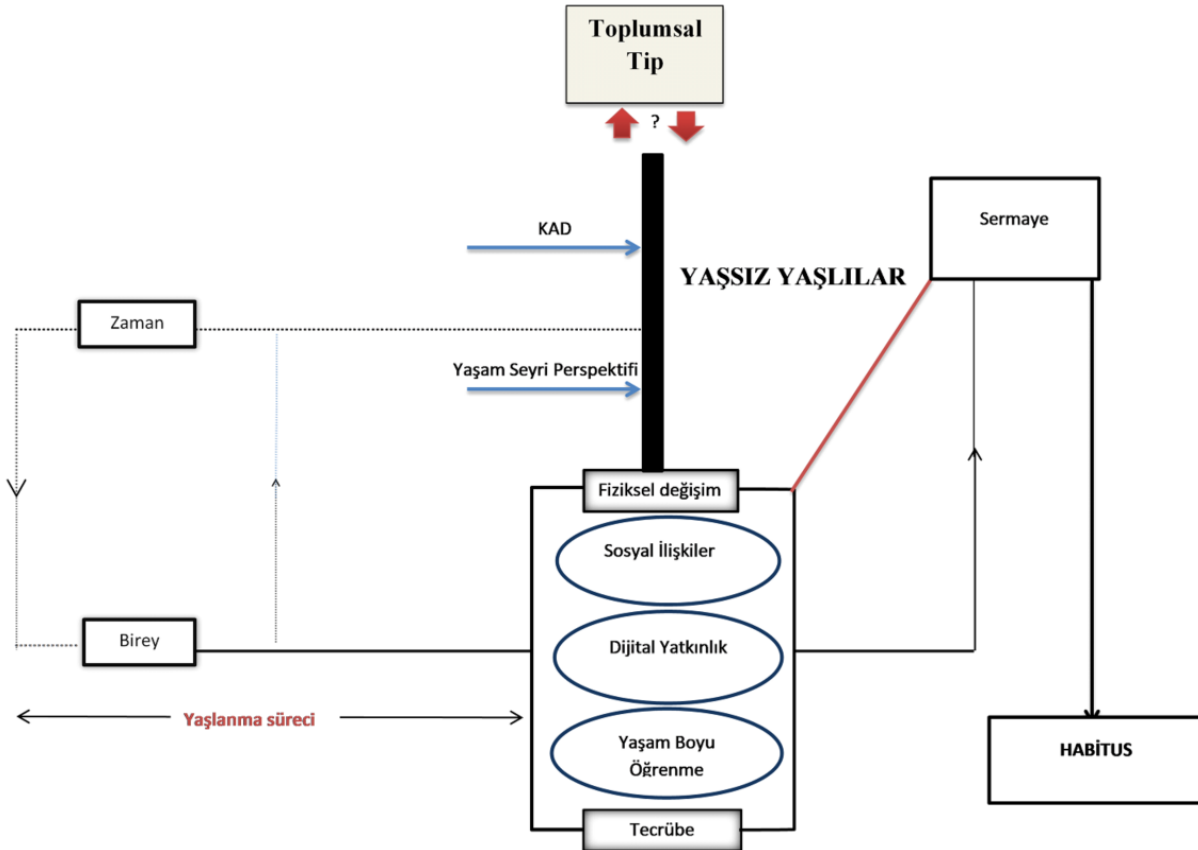 Toplumsal
Tip
?
KAD
Sermaye
YAŞSIZ YAŞLILAR
Zaman
Yaşam Seyri Perspektifi
Fiziksel değişim
Sosyal İlişkiler
Birey
Dijital Yatkınlık
Yaşlanma süreci
Yaşam Boyu
Öğrenme
HABİTUS
Tecrübe